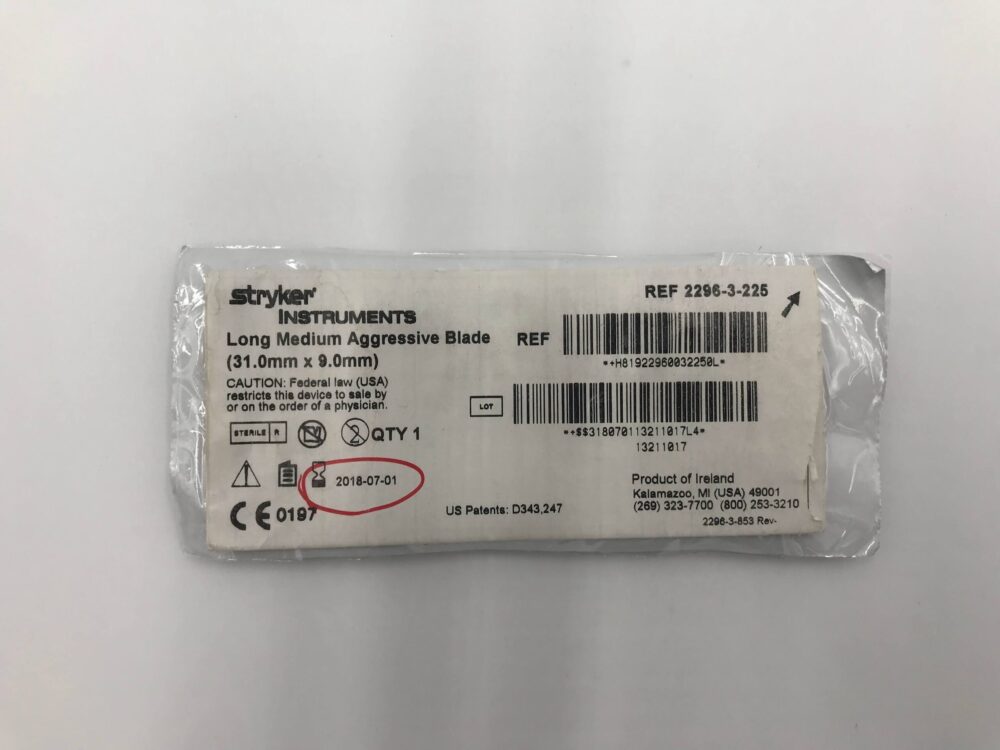 stryker®
INSTRUMENTS
Long Medium Aggressive Blade
(31.0mm x 9.0mm)
CAUTION: Federal law (USA)
restricts this device to sale by
or on the order of a physician.
STERILE R
2 QTY 1
2018-07-01
CE 0197
US Patents: D343,247
REF 2296-3-225
REF
*+H81922960032250L*
LOT
*+$$318070113211017L4*
13211017
Product of Ireland
Kalamazoo, MI (USA) 49001
(269) 323-7700 (800) 253-3210
2296-3-853 Rev-